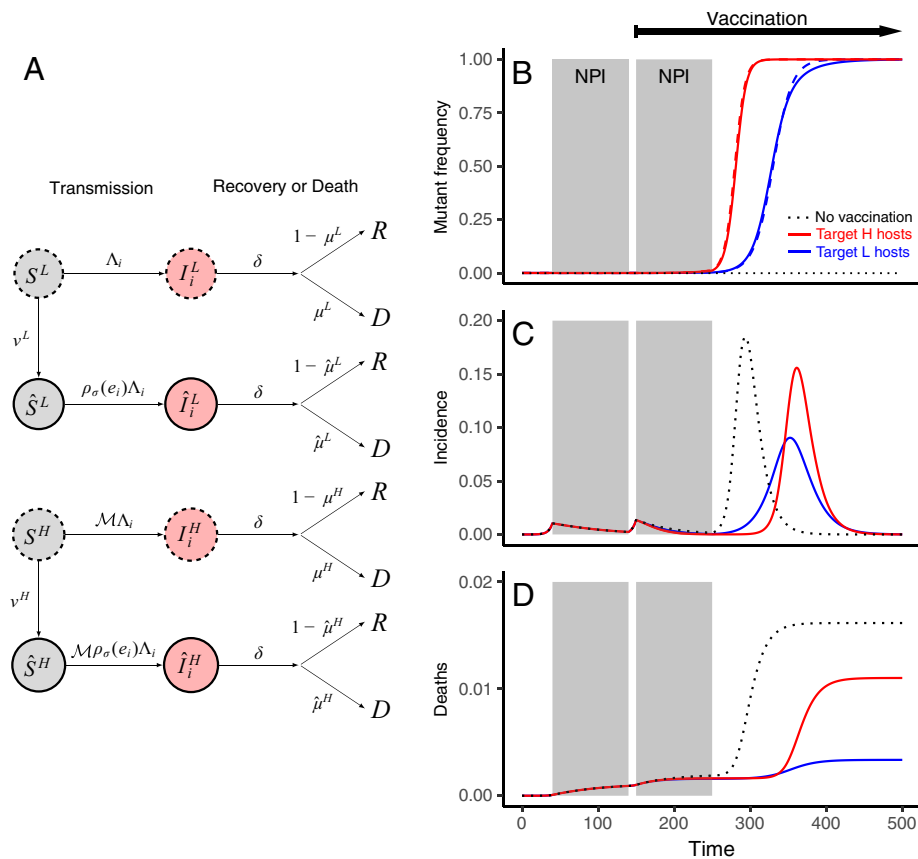 A
Transmission
Recovery or Death
S^L
Λ_i
I_i^L
δ
1 − μ^L
R
μ^L
D
ν^L
Ŝ^L
ρ_σ(e_i)Λ_i
Î_i^L
δ
1 − μ̂^L
R
μ̂^L
D
S^H
ℳΛ_i
I_i^H
δ
1 − μ^H
R
μ^H
D
ν^H
Ŝ^H
ℳρ_σ(e_i)Λ_i
Î_i^H
δ
1 − μ̂^H
R
μ̂^H
D
Vaccination
B
NPI
NPI
Mutant frequency
1.00
0.75
0.50
0.25
0.00
No vaccination
Target H hosts
Target L hosts
C
Incidence
0.20
0.15
0.10
0.05
0.00
D
Deaths
0.02
0.01
0.00
0 100 200 300 400 500
Time